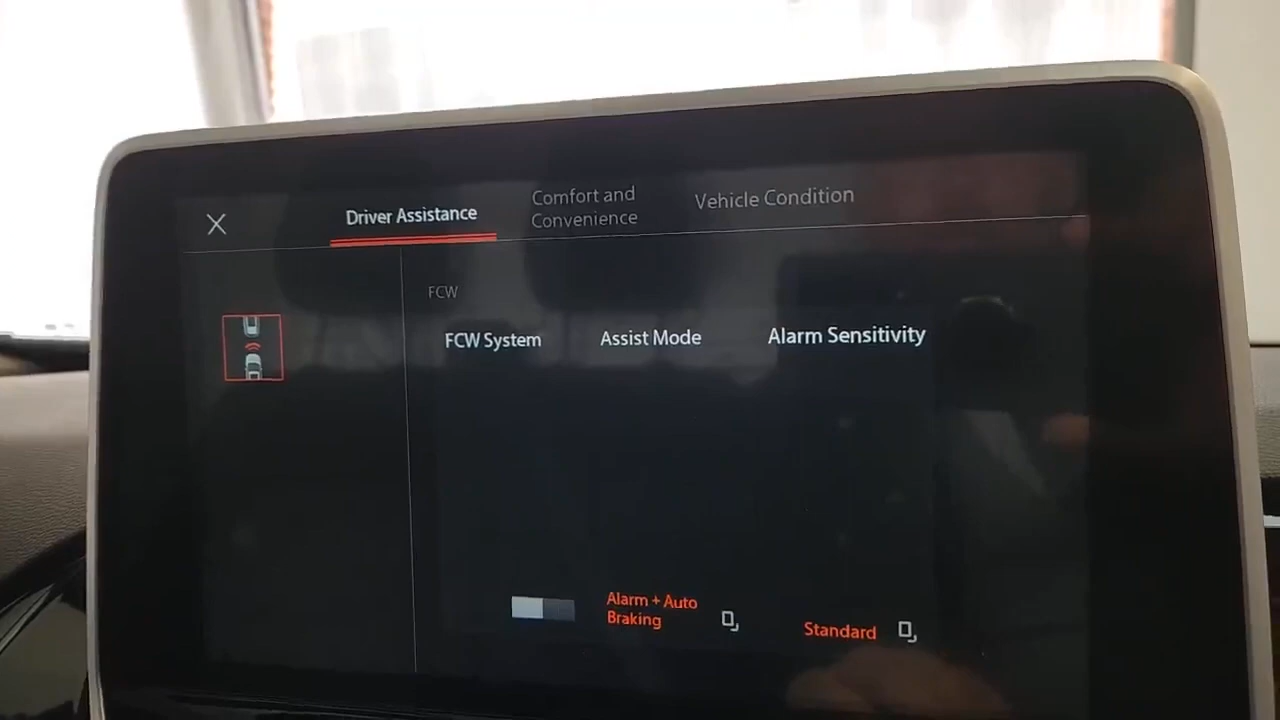 Driver Assistance
Comfort and
Convenience
Vehicle Condition
FCW
FCW System
Assist Mode
Alarm Sensitivity
Alarm + Auto
Braking
Standard